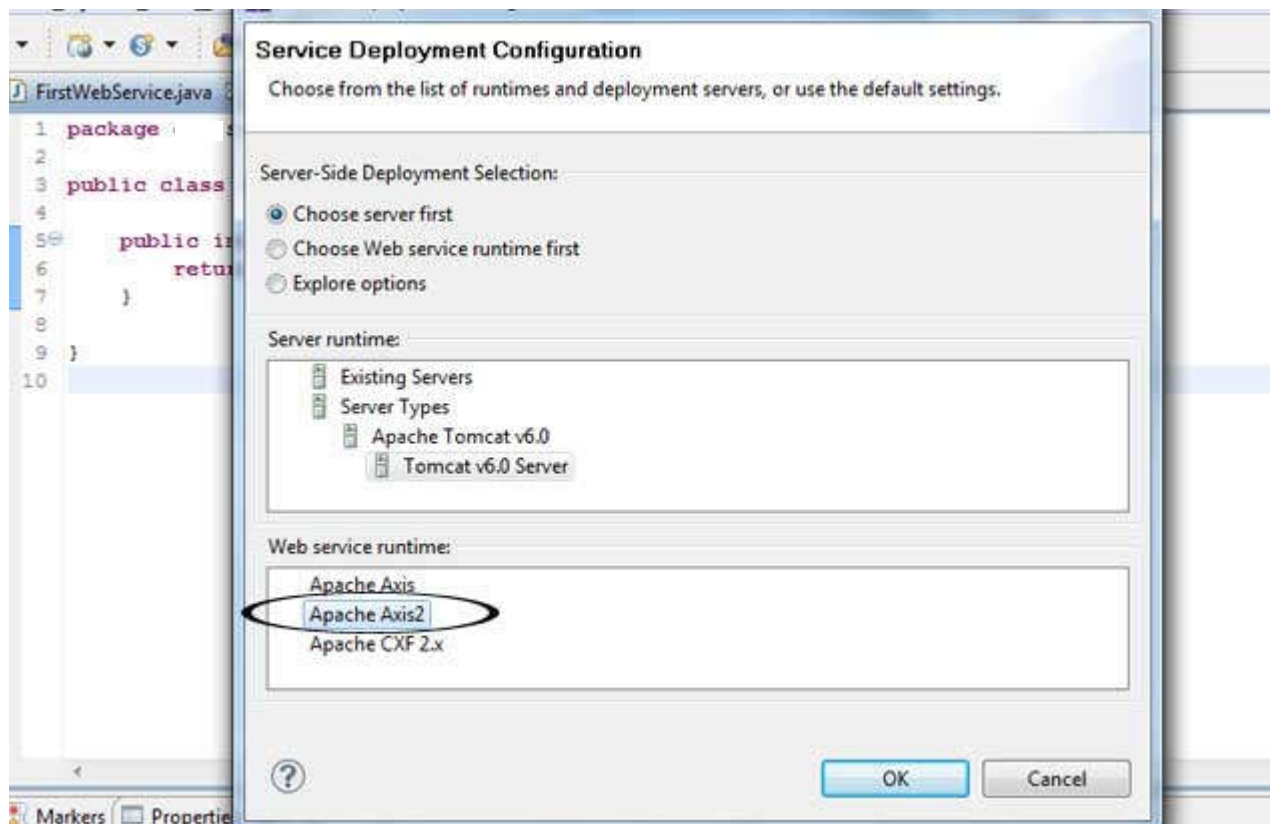 Service Deployment Configuration
Choose from the list of runtimes and deployment servers, or use the default settings.
FirstWebService.java
1 package
2
3 public class
4
5 public
6
7 }
8
9 }
10
Server-Side Deployment Selection:
Choose server first
Choose Web service runtime first
Explore options
Server runtime:
Existing Servers
Server Types
Apache Tomcat v6.0
Tomcat v6.0 Server
Web service runtime:
Apache Axis
Apache Axis2
Apache CXF 2.x
?
OK
Cancel
Markers